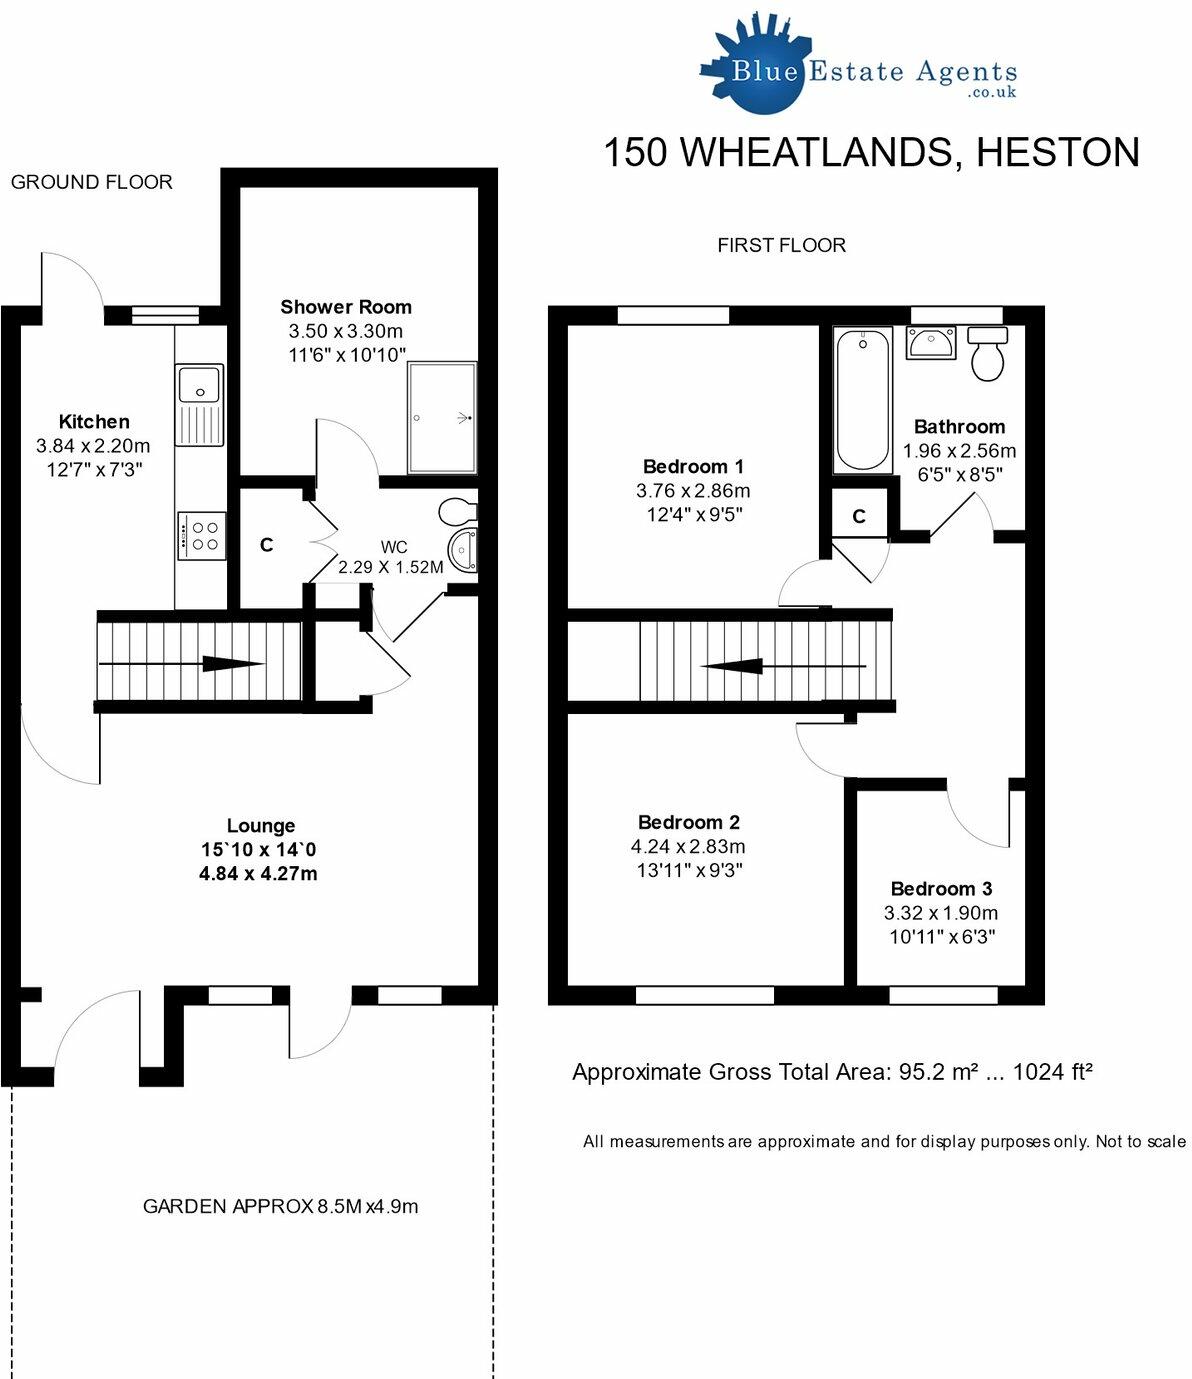 Blue Estate Agents
.co.uk
150 WHEATLANDS, HESTON
GROUND FLOOR
FIRST FLOOR
Shower Room
3.50 x 3.30m
11'6" x 10'10"
Kitchen
3.84 x 2.20m
12'7" x 7'3"
C
WC
2.29 X 1.52M
Lounge
15`10 x 14`0
4.84 x 4.27m
GARDEN APPROX 8.5M x4.9m
Bedroom 1
3.76 x 2.86m
12'4" x 9'5"
Bathroom
1.96 x 2.56m
6'5" x 8'5"
C
Bedroom 2
4.24 x 2.83m
13'11" x 9'3"
Bedroom 3
3.32 x 1.90m
10'11" x 6'3"
Approximate Gross Total Area: 95.2 m² ... 1024 ft²
All measurements are approximate and for display purposes only. Not to scale